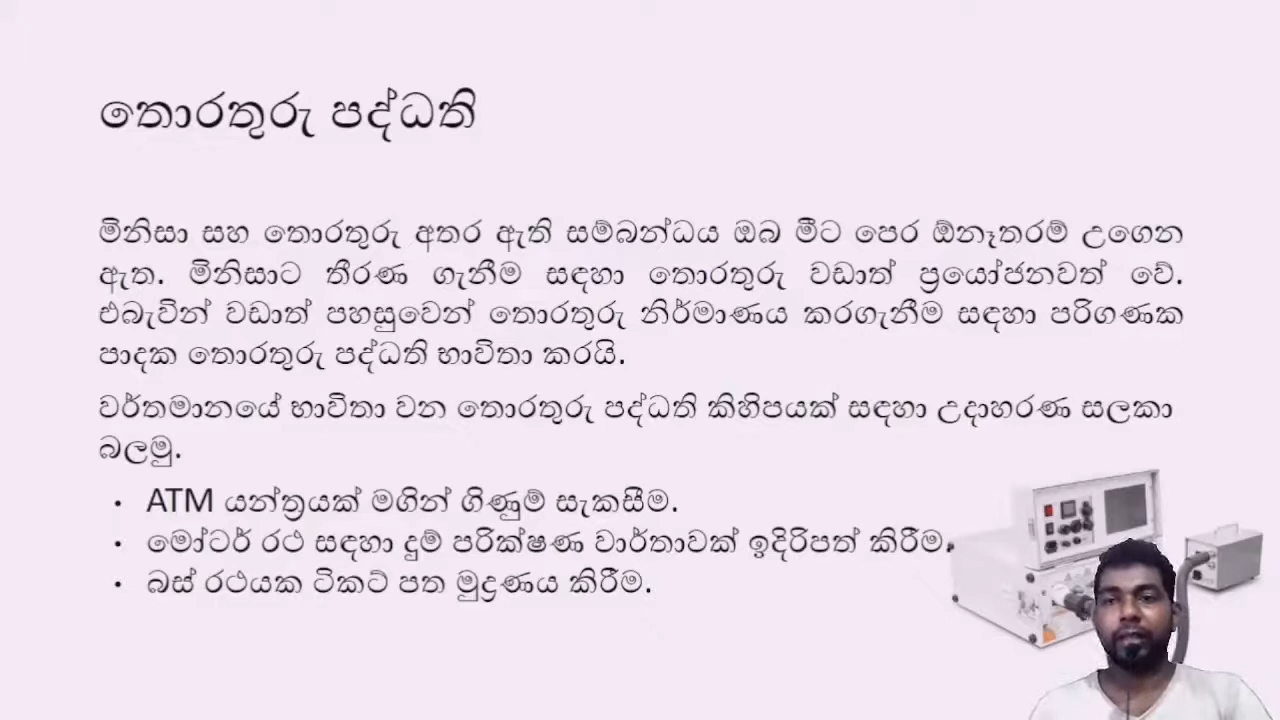 තොරතුරු පද්ධති
මිනිසා සහ තොරතුරු අතර ඇති සම්බන්ධය ඔබ මීට පෙර ඕනෑතරම් උගෙන
ඇත. මිනිසාට තීරණ ගැනීම සඳහා තොරතුරු වඩාත් ප්‍රයෝජනවත් වේ.
එබැවින් වඩාත් පහසුවෙන් තොරතුරු නිර්මාණය කරගැනීම සඳහා පරිගණක
පාදක තොරතුරු පද්ධති භාවිතා කරයි.
වර්තමානයේ භාවිතා වන තොරතුරු පද්ධති කිහිපයක් සඳහා උදාහරණ සලකා
බලමු.
• ATM යන්ත්‍රයක් මගින් ගිණුම් සැකසීම.
• මෝටර් රථ සඳහා දුම් පරික්ෂණ වාර්තාවක් ඉදිරිපත් කිරීම.
• බස් රථයක ටිකට් පත මුද්‍රණය කිරීම.